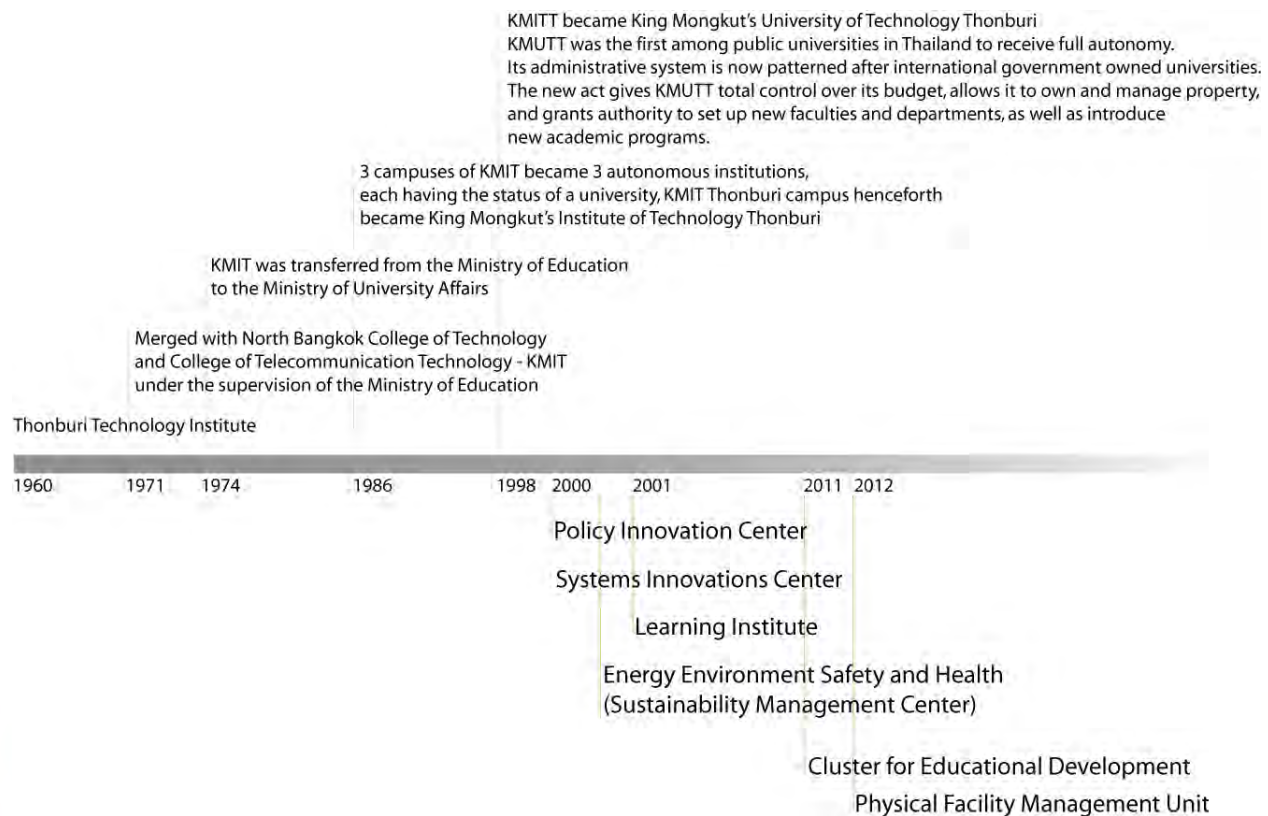 KMITT became King Mongkut's University of Technology Thonburi
KMUTT was the first among public universities in Thailand to receive full autonomy.
Its administrative system is now patterned after international government owned universities.
The new act gives KMUTT total control over its budget, allows it to own and manage property,
and grants authority to set up new faculties and departments, as well as introduce
new academic programs.
3 campuses of KMIT became 3 autonomous institutions,
each having the status of a university, KMIT Thonburi campus henceforth
became King Mongkut's Institute of Technology Thonburi
KMIT was transferred from the Ministry of Education
to the Ministry of University Affairs
Merged with North Bangkok College of Technology
and College of Telecommunication Technology - KMIT
under the supervision of the Ministry of Education
Thonburi Technology Institute
1960 1971 1974 1986 1998 2000 2001 2011 2012
Policy Innovation Center
Systems Innovations Center
Learning Institute
Energy Environment Safety and Health
(Sustainability Management Center)
Cluster for Educational Development
Physical Facility Management Unit